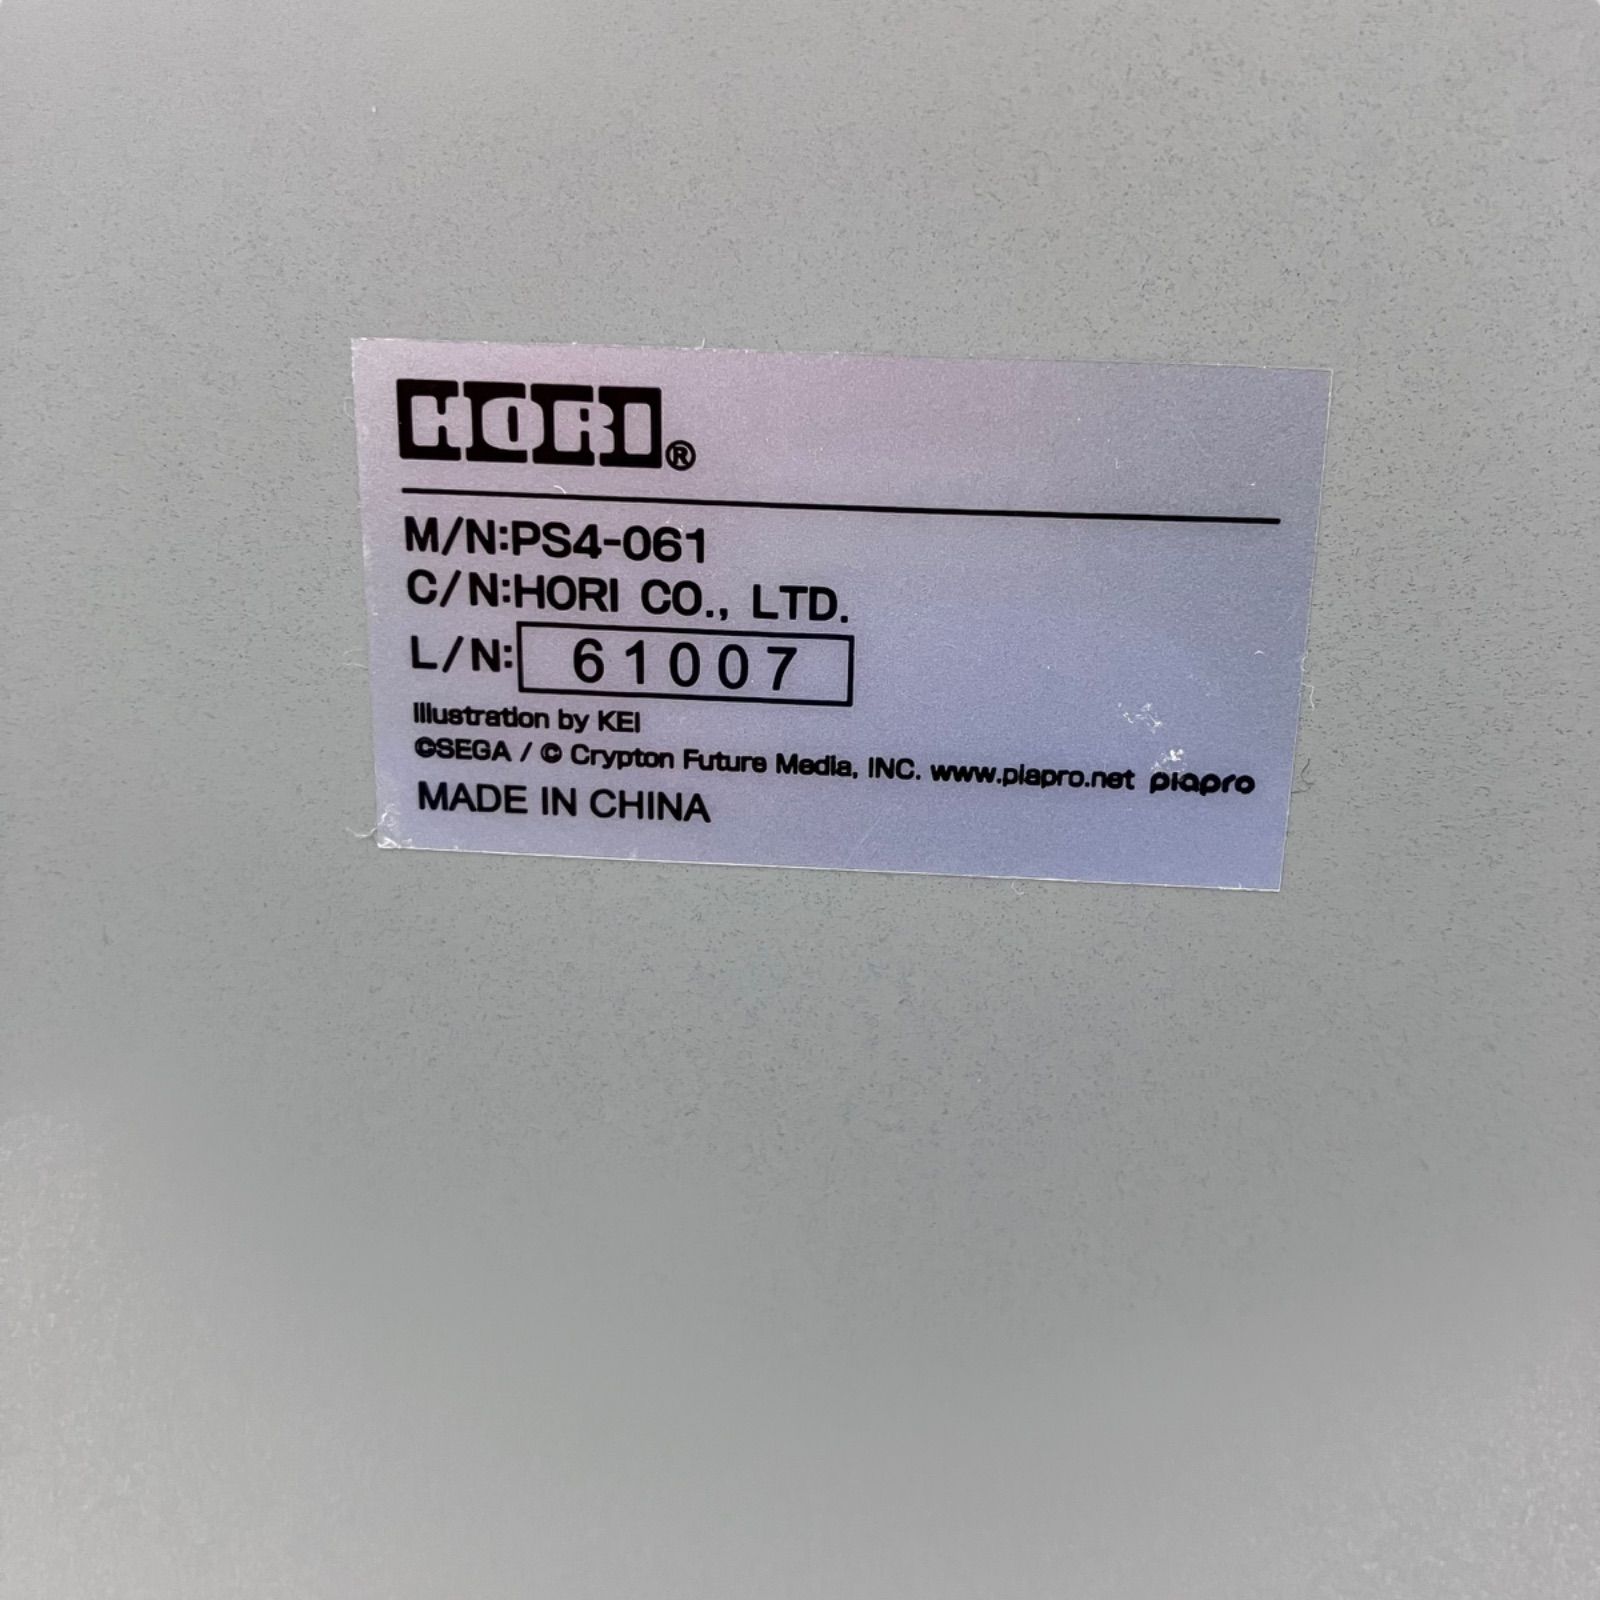 HORI®
M/N:PS4-061
C/N:HORI CO., LTD.
L/N: 61007
Illustration by KEI
©SEGA / © Crypton Future Media, INC. www.piapro.net piapro
MADE IN CHINA